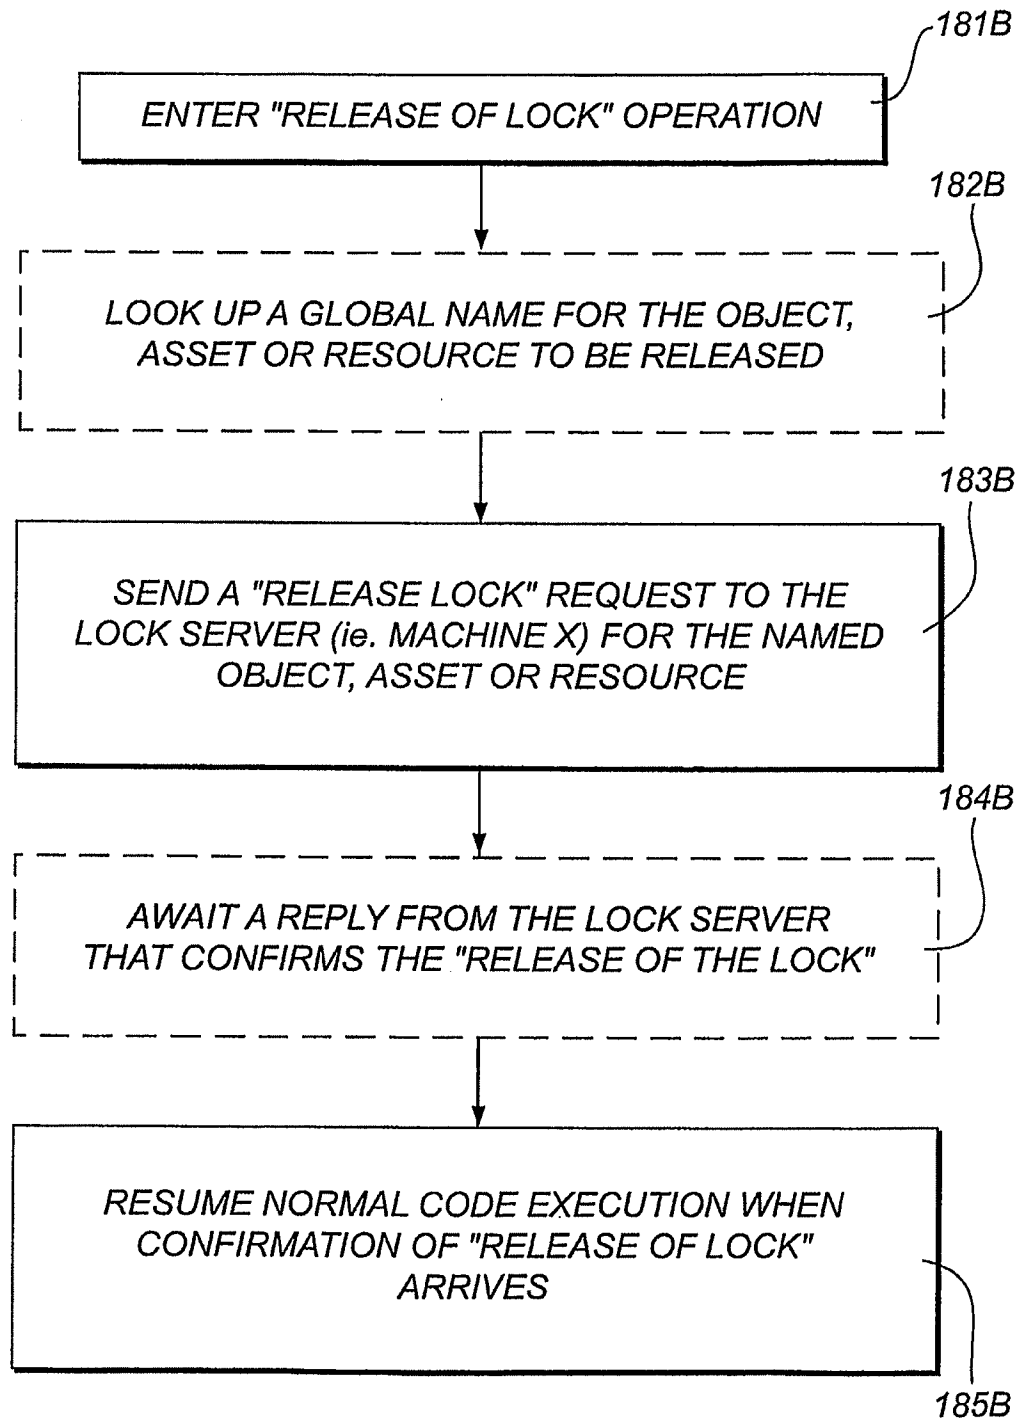 181B
ENTER "RELEASE OF LOCK" OPERATION
182B
LOOK UP A GLOBAL NAME FOR THE OBJECT,
ASSET OR RESOURCE TO BE RELEASED
183B
SEND A "RELEASE LOCK" REQUEST TO THE
LOCK SERVER (ie. MACHINE X) FOR THE NAMED
OBJECT, ASSET OR RESOURCE
184B
AWAIT A REPLY FROM THE LOCK SERVER
THAT CONFIRMS THE "RELEASE OF THE LOCK"
RESUME NORMAL CODE EXECUTION WHEN
CONFIRMATION OF "RELEASE OF LOCK"
ARRIVES
185B